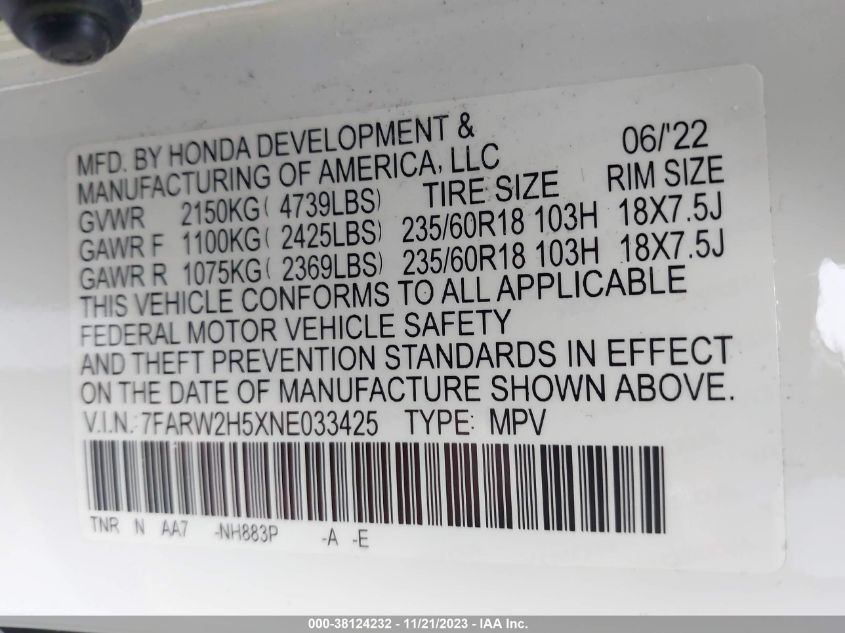 MFD. BY HONDA DEVELOPMENT & 06/'22
MANUFACTURING OF AMERICA, LLC
TIRE SIZE RIM SIZE
GVWR 2150KG( 4739LBS)
GAWR F 1100KG( 2425LBS) 235/60R18 103H 18X7.5J
GAWR R 1075KG( 2369LBS) 235/60R18 103H 18X7.5J
THIS VEHICLE CONFORMS TO ALL APPLICABLE
FEDERAL MOTOR VEHICLE SAFETY
AND THEFT PREVENTION STANDARDS IN EFFECT
ON THE DATE OF MANUFACTURE SHOWN ABOVE.
V.I.N.: 7FARW2H5XNE033425 TYPE: MPV
TNR N AA7 -NH883P -A -E
000-38124232 - 11/21/2023 - IAA Inc.